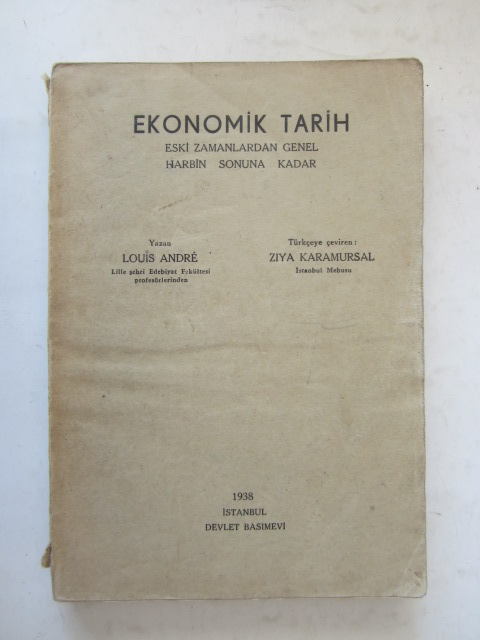 EKONOMİK TARİH
ESKİ ZAMANLARDAN GENEL
HARBİN SONUNA KADAR
Yazan
LOUİS ANDRÉ
Lille şehri Edebiyat Fakültesi
profesörlerinden
Türkçeye çeviren :
ZIYA KARAMURSAL
İstanbul Mebusu
1938
İSTANBUL
DEVLET BASIMEVİ